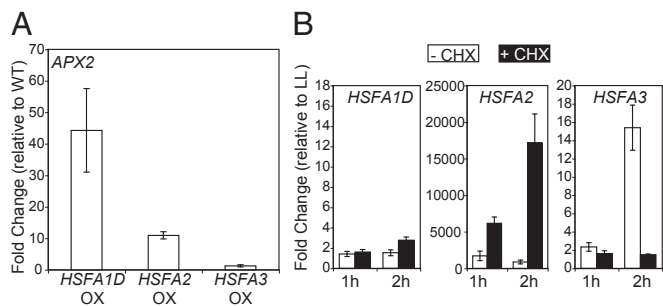 A
Fold Change (relative to WT)
70
60
50
40
30
20
10
0
APX2
HSFA1D
OX
HSFA2
OX
HSFA3
OX
B
- CHX
+ CHX
Fold Change (relative to LL)
18
16
14
12
10
8
6
4
2
0
HSFA1D
1h
2h
25000
20000
15000
10000
5000
0
HSFA2
1h
2h
20
18
16
14
12
10
8
6
4
2
0
HSFA3
1h
2h